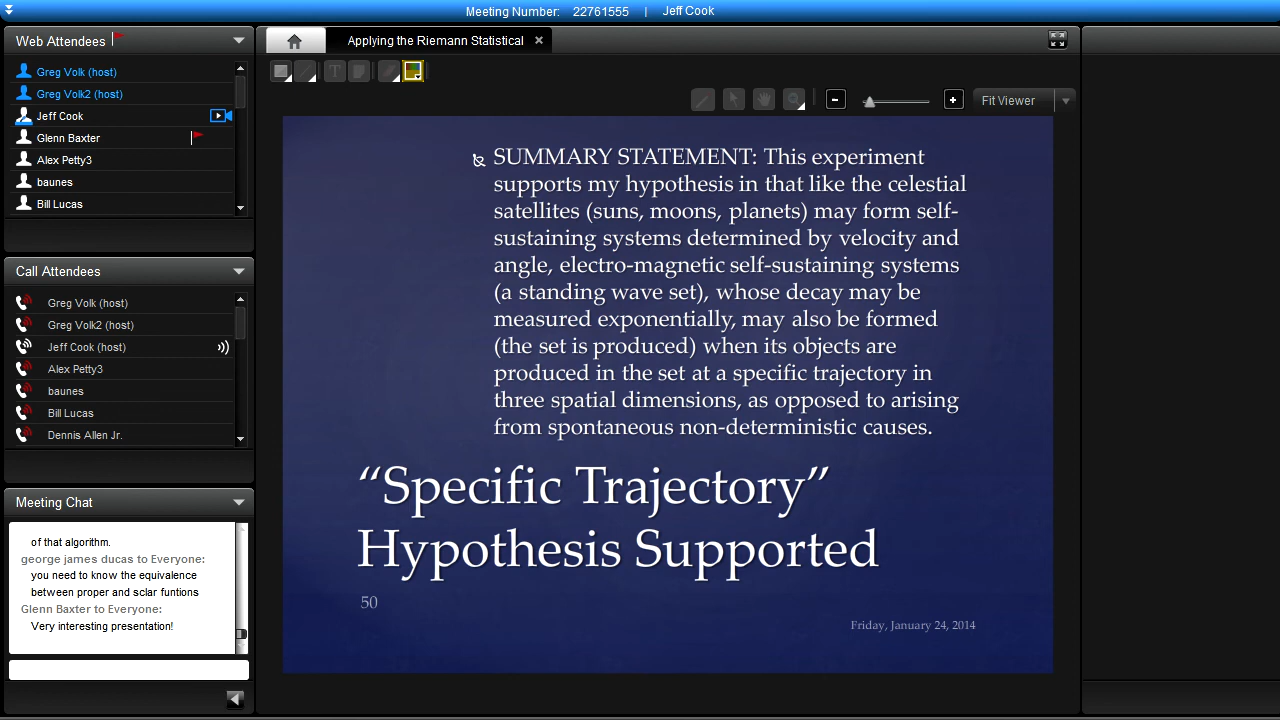 Meeting Number: 22761555 | Jeff Cook
Web Attendees
Greg Volk (host)
Greg Volk2 (host)
Jeff Cook
Glenn Baxter
Alex Petty3
baunes
Bill Lucas
Call Attendees
Greg Volk (host)
Greg Volk2 (host)
Jeff Cook (host)
Alex Petty3
baunes
Bill Lucas
Dennis Allen Jr.
Meeting Chat
of that algorithm.
george james ducas to Everyone:
you need to know the equivalence
between proper and sclar funtions
Glenn Baxter to Everyone:
Very interesting presentation!
Applying the Riemann Statistical
T
Fit Viewer
SUMMARY STATEMENT: This experiment
supports my hypothesis in that like the celestial
satellites (suns, moons, planets) may form self-
sustaining systems determined by velocity and
angle, electro-magnetic self-sustaining systems
(a standing wave set), whose decay may be
measured exponentially, may also be formed
(the set is produced) when its objects are
produced in the set at a specific trajectory in
three spatial dimensions, as opposed to arising
from spontaneous non-deterministic causes.
“Specific Trajectory”
Hypothesis Supported
50
Friday, January 24, 2014